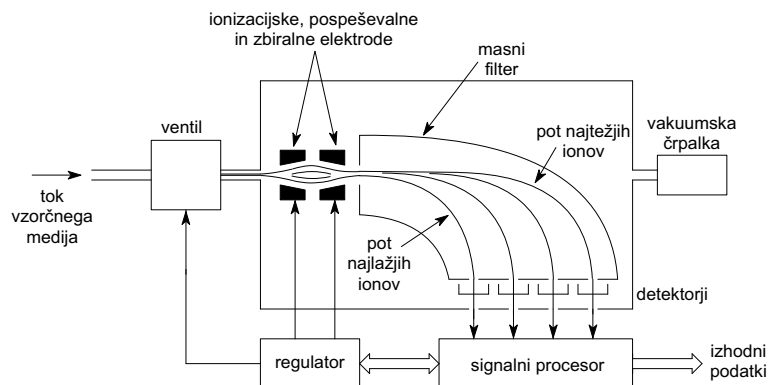 ionizacijske, pospeševalne
in zbiralne elektrode
masni
filter
ventil
pot najtežjih
ionov
vakuumska
črpalka
tok
vzorčnega
medija
pot
najlažjih
ionov
detektorji
regulator
signalni procesor
izhodni
podatki